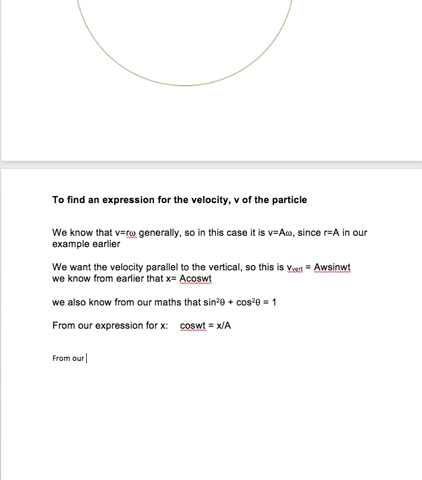 To find an expression for the velocity, v of the particle
We know that v=rω generally, so in this case it is v=Aω, since r=A in our
example earlier
We want the velocity parallel to the vertical, so this is vvert = Awsinwt
we know from earlier that x= Acoswt
we also know from our maths that sin²θ + cos²θ = 1
From our expression for x: coswt = x/A
From our